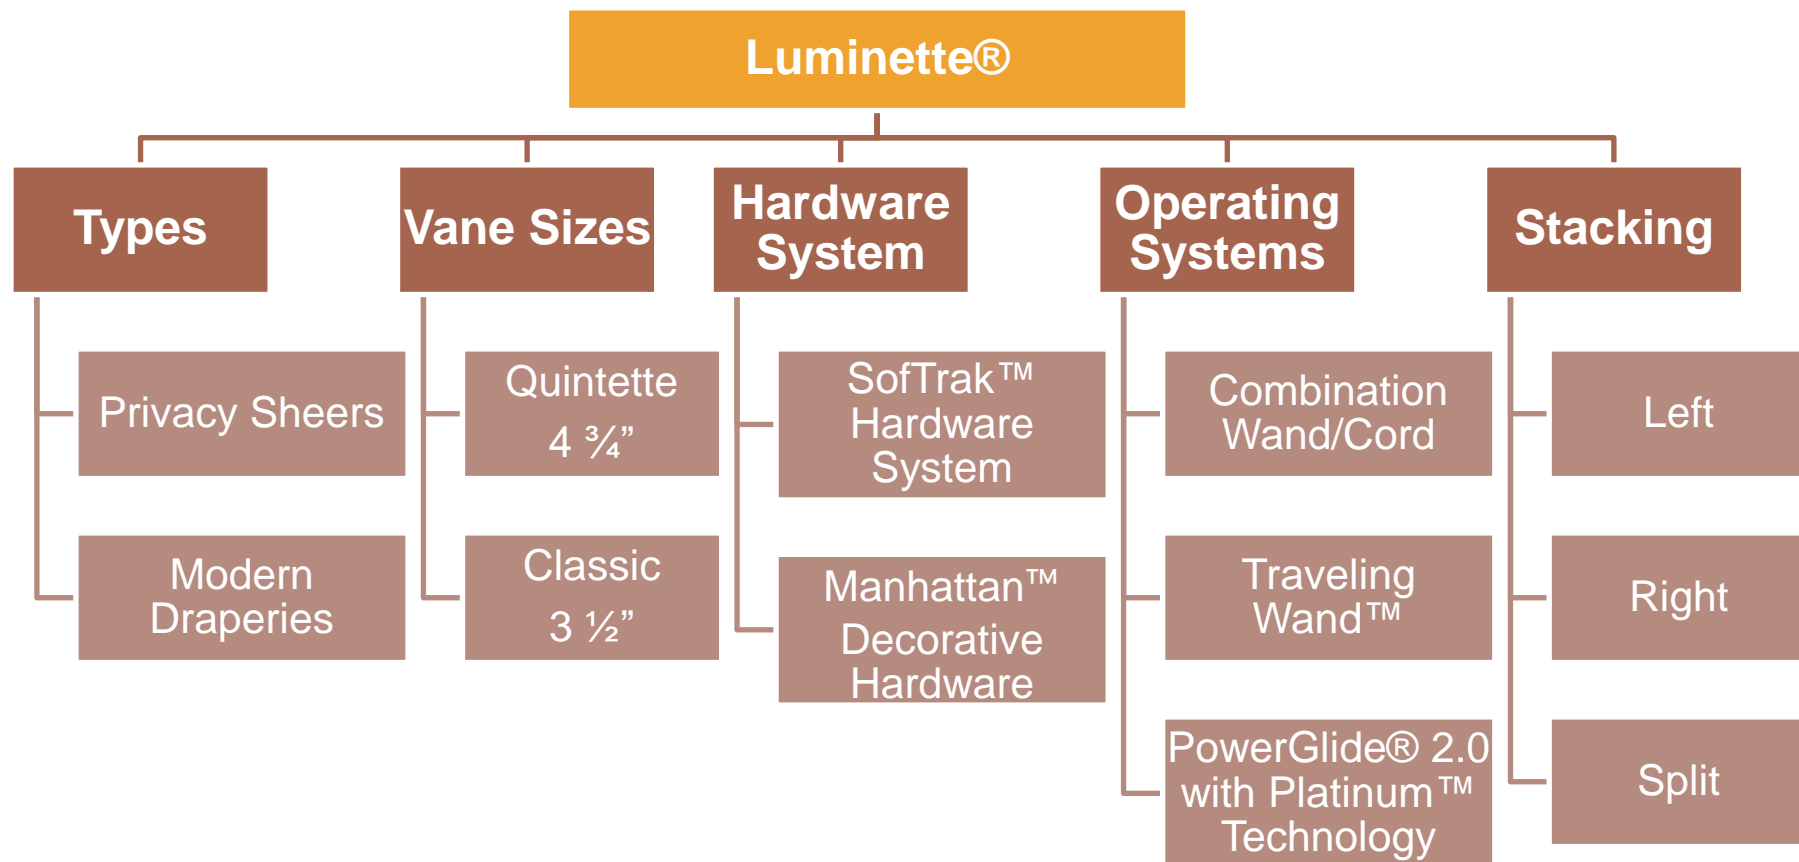 Luminette®
Types
Vane Sizes
Hardware
System
Operating
Systems
Stacking
Privacy Sheers
Modern
Draperies
Quintette
4 ¾”
Classic
3 ½”
SofTrak™
Hardware
System
Manhattan™
Decorative
Hardware
Combination
Wand/Cord
Traveling
Wand™
PowerGlide® 2.0
with Platinum™
Technology
Left
Right
Split